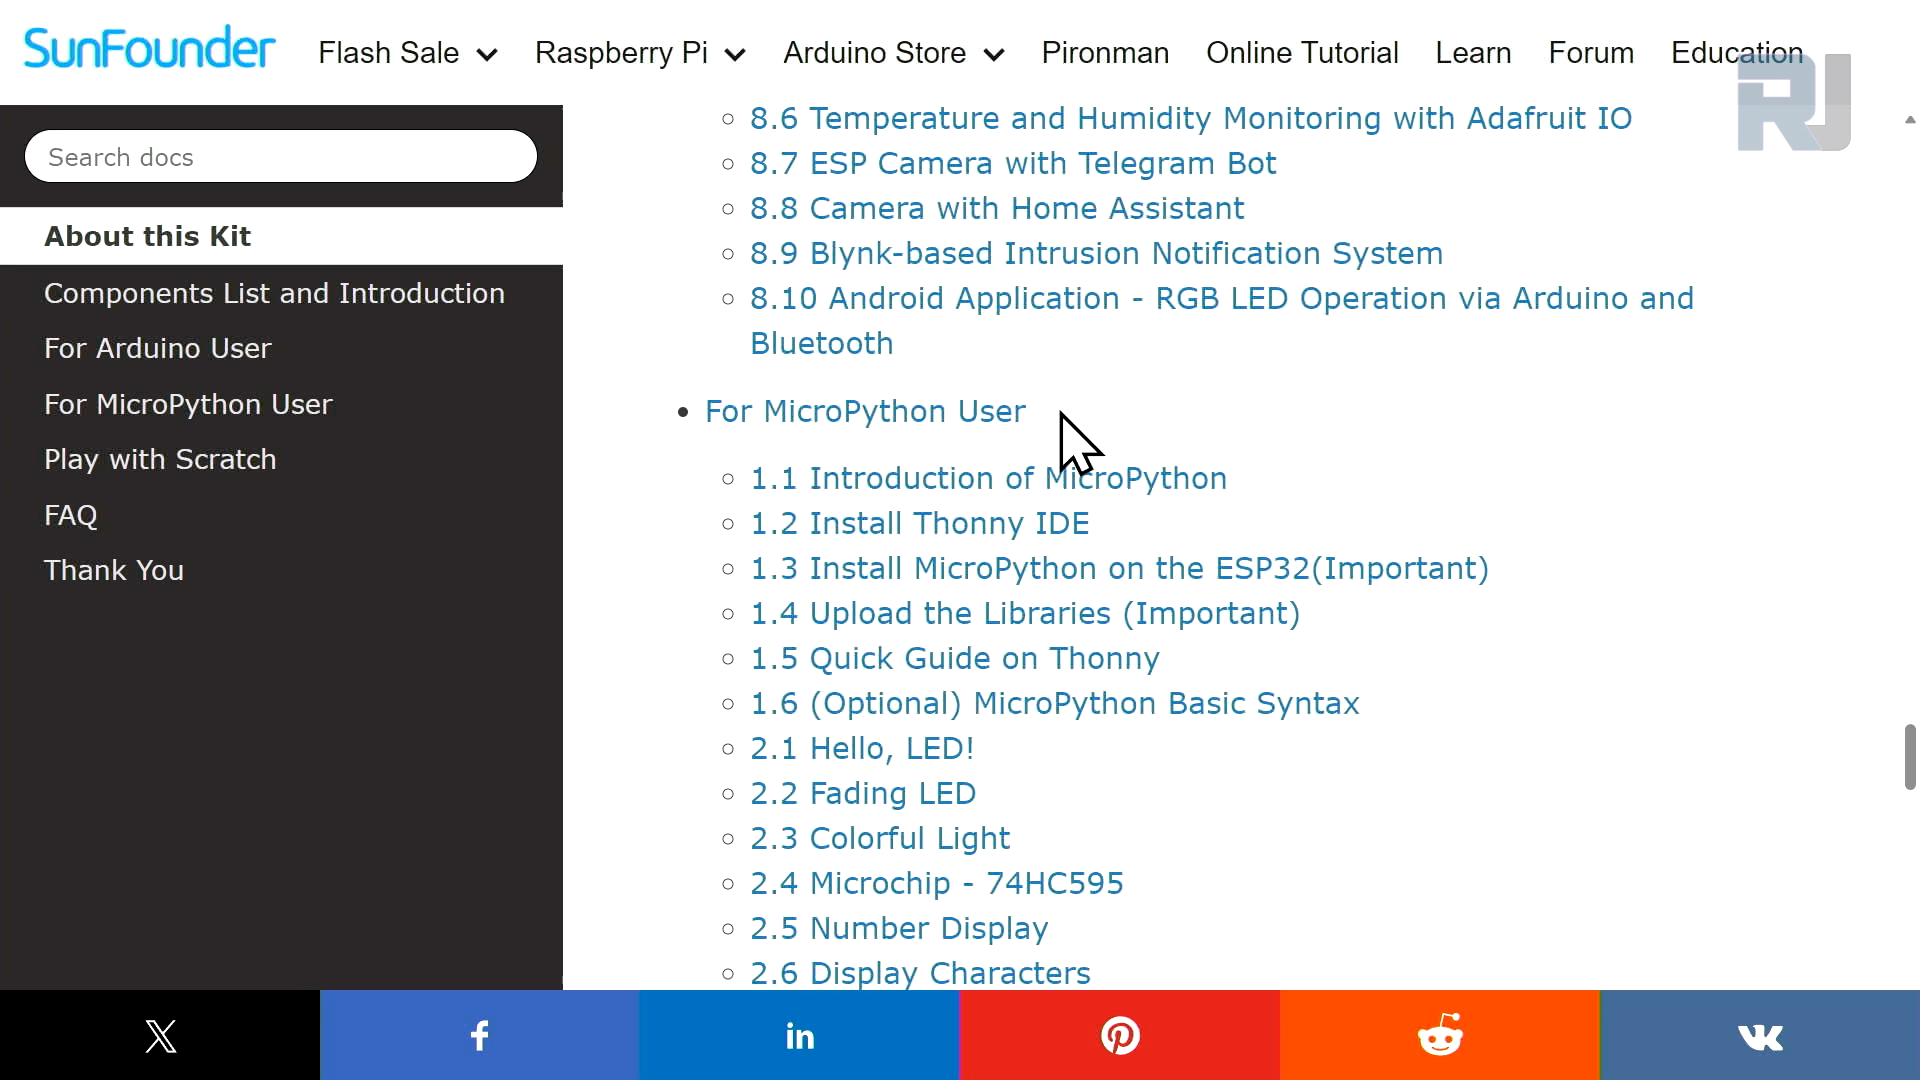 SunFounder Flash Sale Raspberry Pi Arduino Store Pironman Online Tutorial Learn Forum Education
RJ
Search docs
About this Kit
Components List and Introduction
For Arduino User
For MicroPython User
Play with Scratch
FAQ
Thank You
8.6 Temperature and Humidity Monitoring with Adafruit IO
8.7 ESP Camera with Telegram Bot
8.8 Camera with Home Assistant
8.9 Blynk-based Intrusion Notification System
8.10 Android Application - RGB LED Operation via Arduino and
Bluetooth
For MicroPython User
1.1 Introduction of MicroPython
1.2 Install Thonny IDE
1.3 Install MicroPython on the ESP32(Important)
1.4 Upload the Libraries (Important)
1.5 Quick Guide on Thonny
1.6 (Optional) MicroPython Basic Syntax
2.1 Hello, LED!
2.2 Fading LED
2.3 Colorful Light
2.4 Microchip - 74HC595
2.5 Number Display
2.6 Display Characters